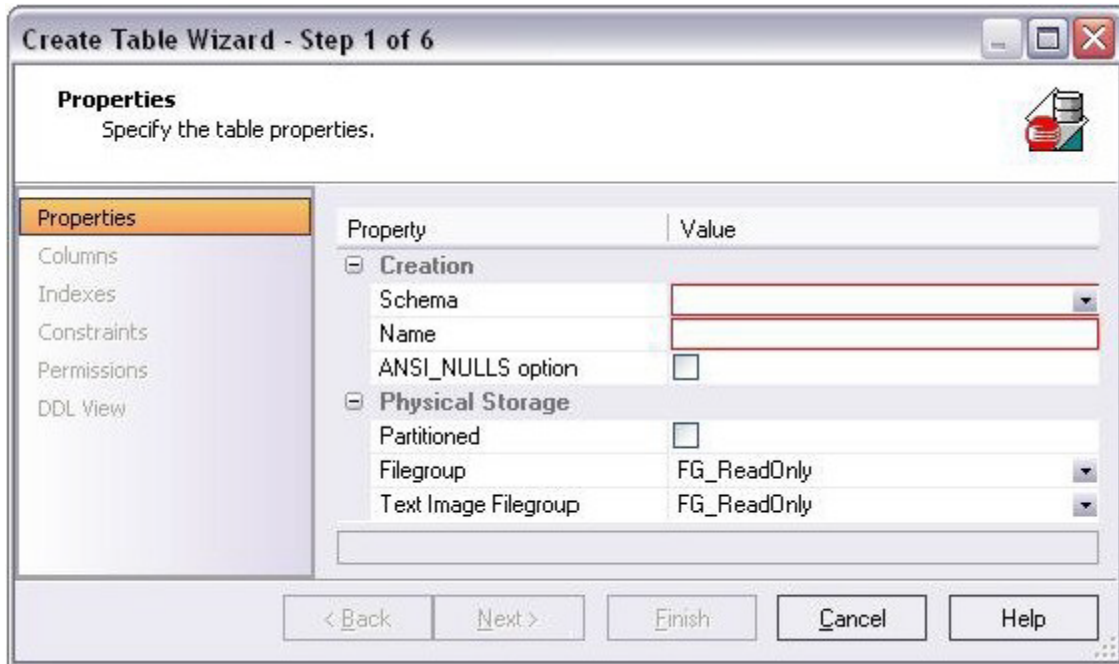 Create Table Wizard - Step 1 of 6
Properties
Specify the table properties.
Properties
Columns
Indexes
Constraints
Permissions
DDL View
Property Value
Creation
Schema
Name
ANSI_NULLS option
Physical Storage
Partitioned
Filegroup FG_ReadOnly
Text Image Filegroup FG_ReadOnly
< Back Next > Finish Cancel Help